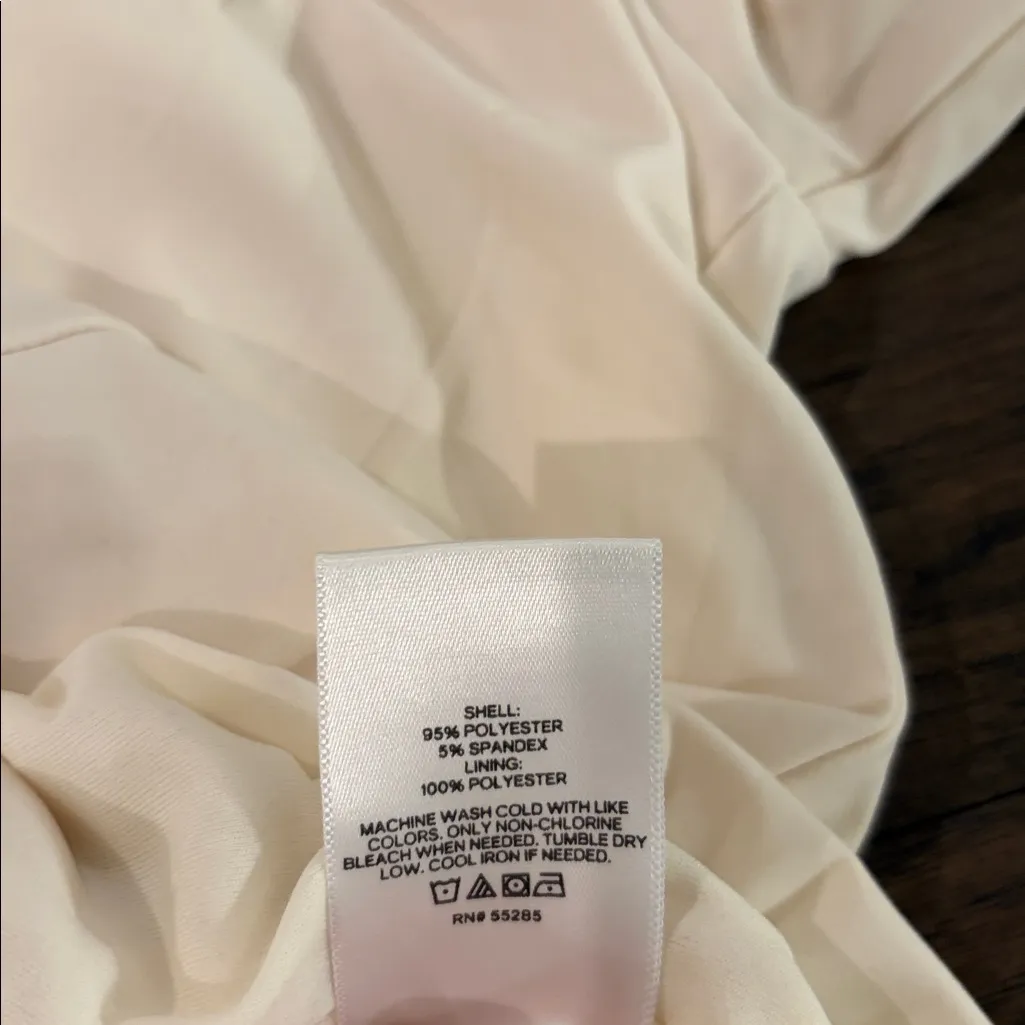 SHELL:
95% POLYESTER
5% SPANDEX
LINING:
100% POLYESTER
MACHINE WASH COLD WITH LIKE
COLORS. ONLY NON-CHLORINE
BLEACH WHEN NEEDED. TUMBLE DRY
LOW. COOL IRON IF NEEDED.
RN# 55285